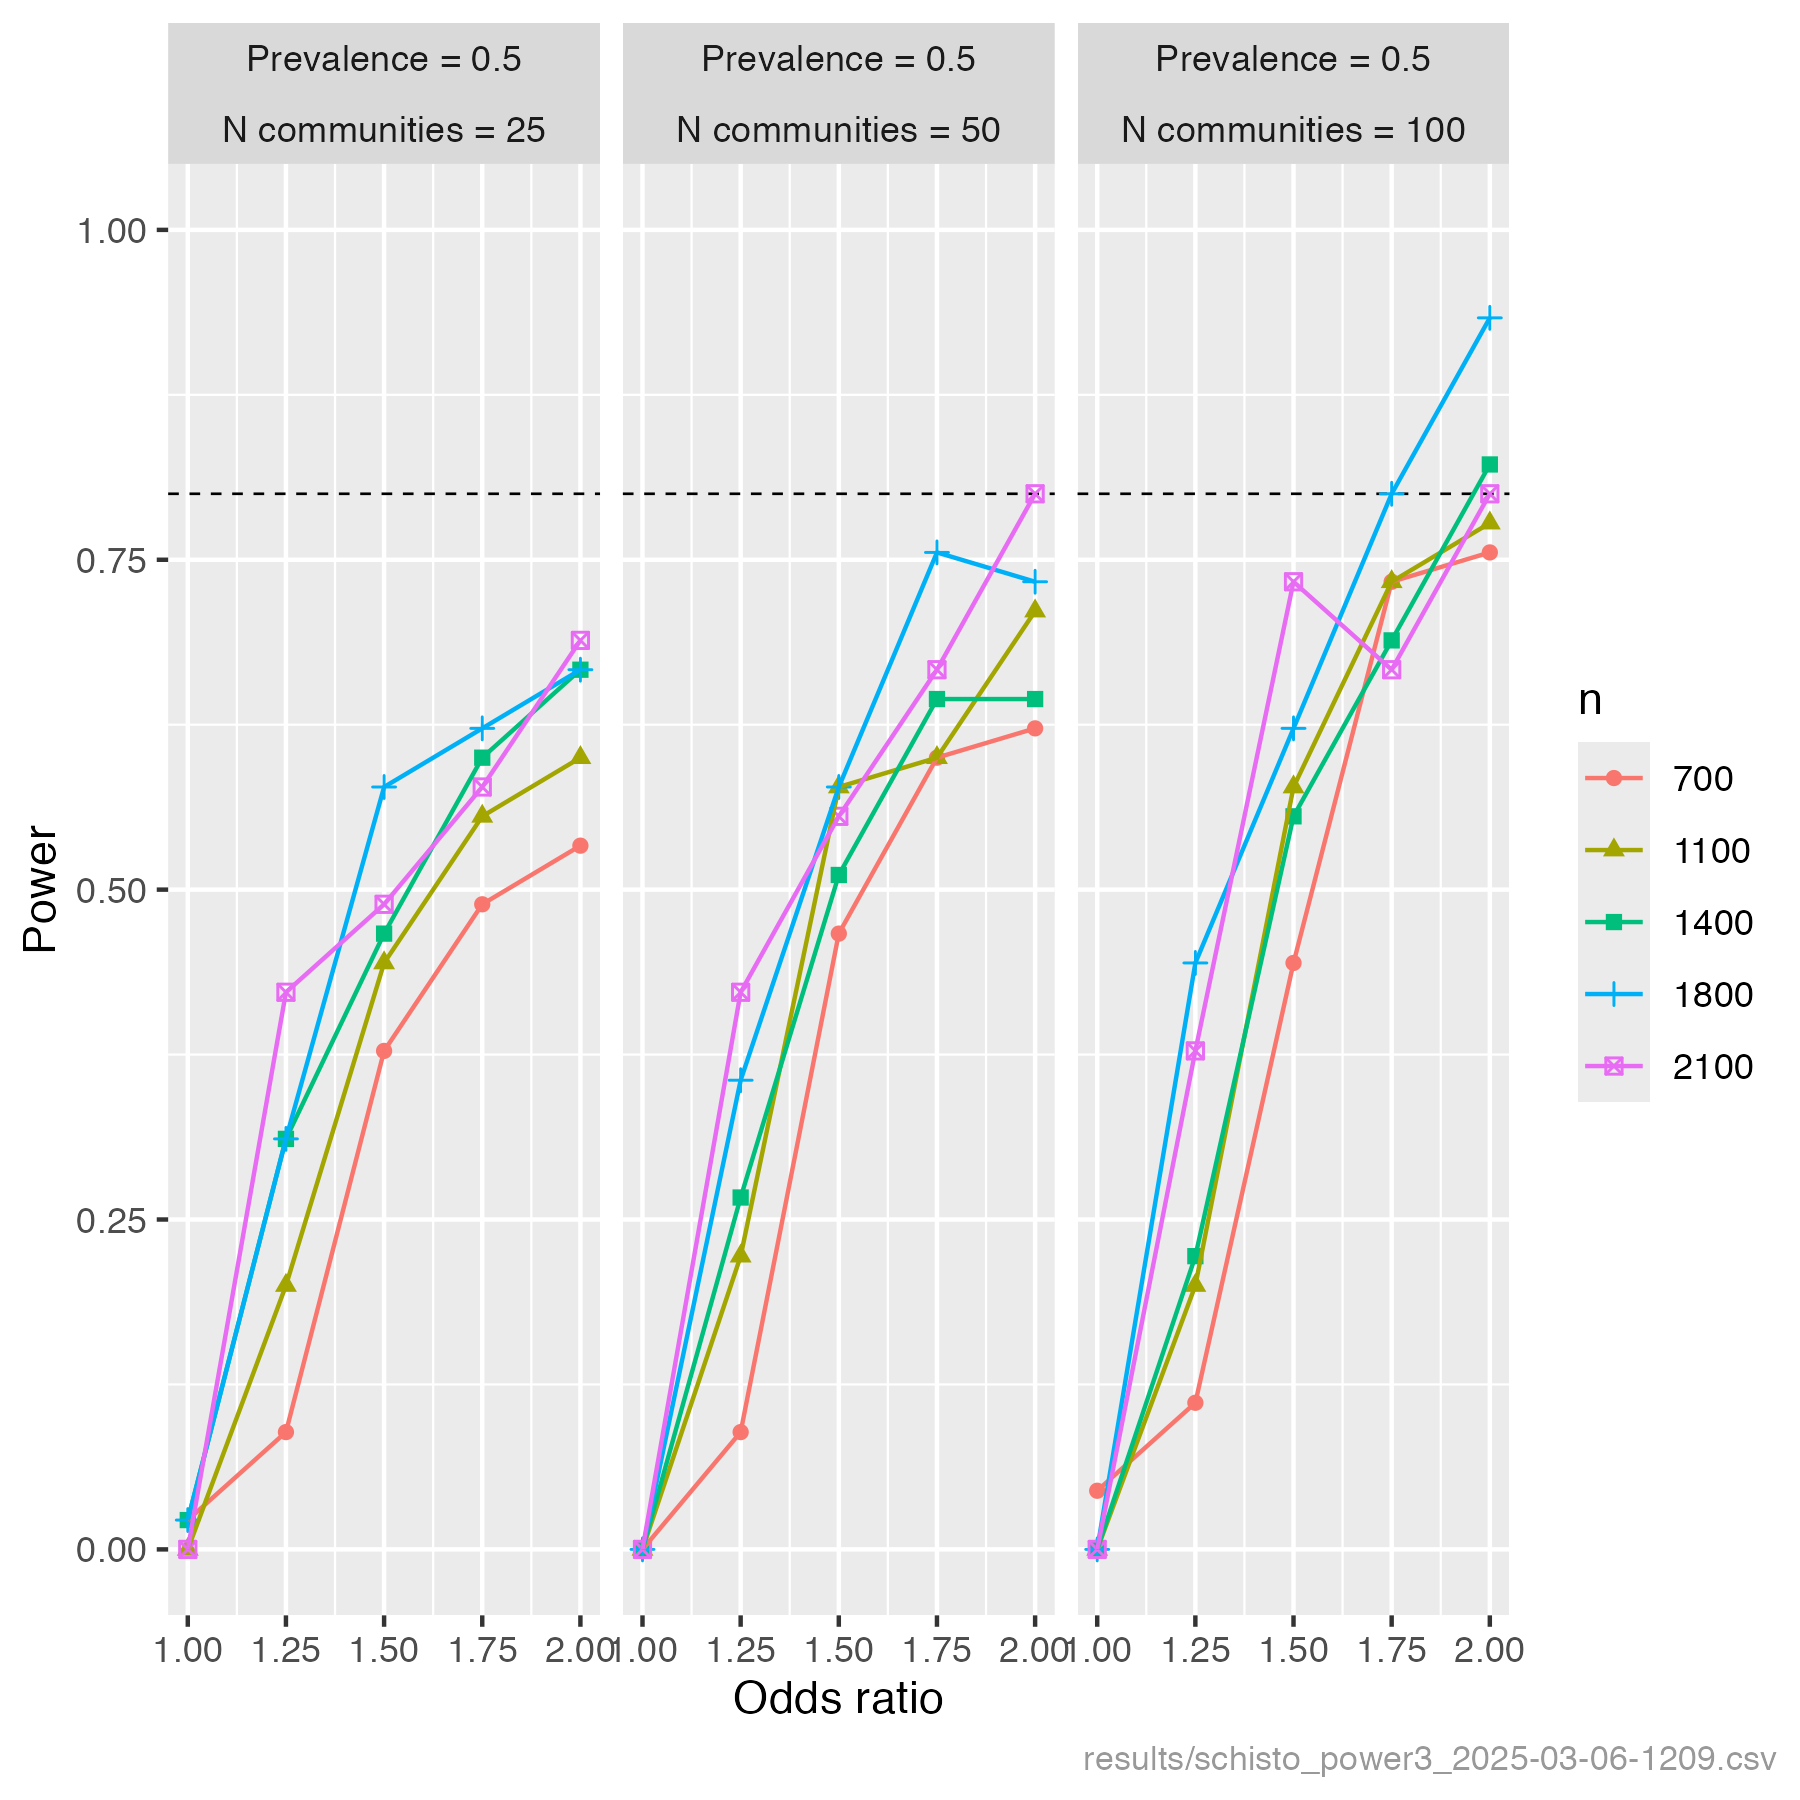 Prevalence = 0.5
N communities = 25
Prevalence = 0.5
N communities = 50
Prevalence = 0.5
N communities = 100
1.00
0.75
0.50
0.25
0.00
Power
1.00 1.25 1.50 1.75 2.00
1.00 1.25 1.50 1.75 2.00
1.00 1.25 1.50 1.75 2.00
Odds ratio
n
700
1100
1400
1800
2100
results/schisto_power3_2025-03-06-1209.csv